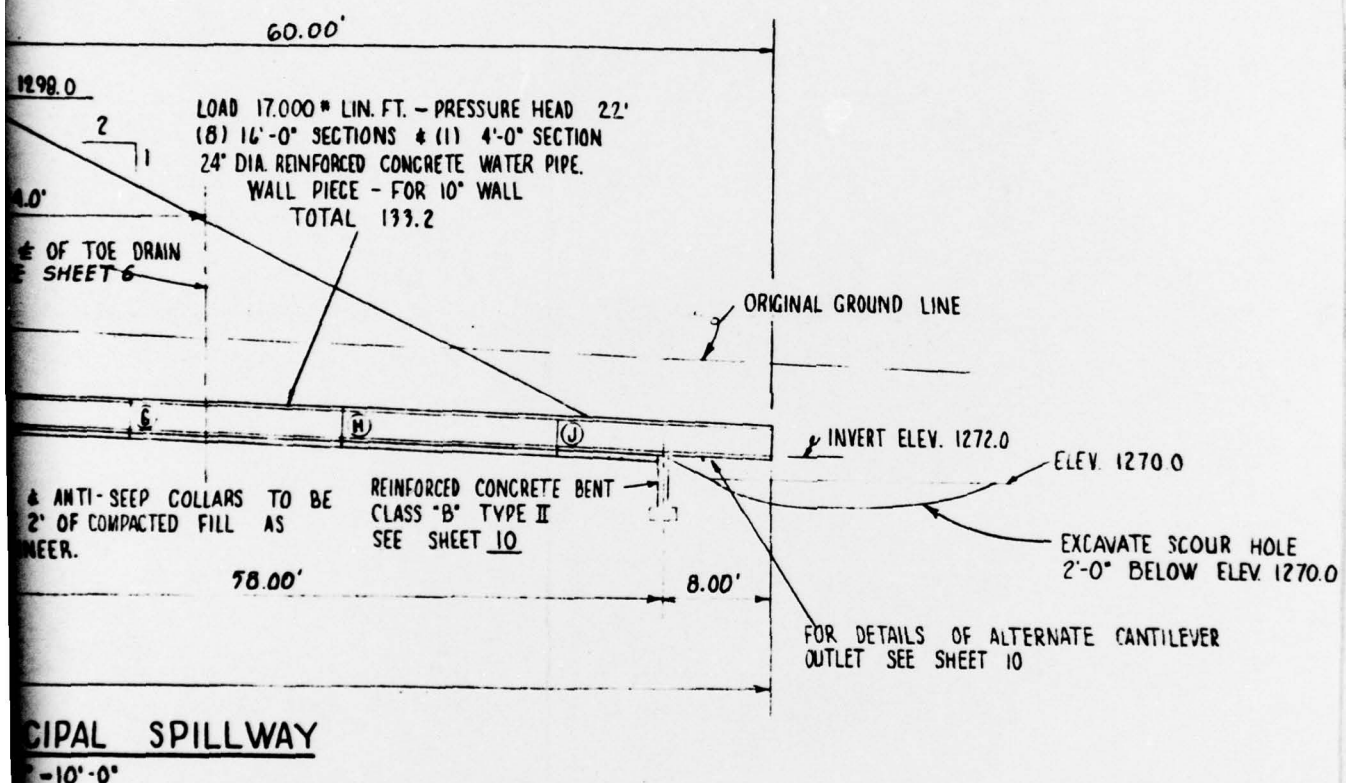 60.00'
1298.0
2
1
LOAD 17.000 # LIN. FT. - PRESSURE HEAD 22'
(8) 16'-0" SECTIONS & (1) 4'-0" SECTION
24" DIA. REINFORCED CONCRETE WATER PIPE.
WALL PIECE - FOR 10" WALL
TOTAL 133.2
4.0'
℄ OF TOE DRAIN
SHEET 6
ORIGINAL GROUND LINE
G
H
J
INVERT ELEV. 1272.0
ELEV. 1270.0
& ANTI-SEEP COLLARS TO BE
2' OF COMPACTED FILL AS
NEER.
REINFORCED CONCRETE BENT
CLASS "B" TYPE II
SEE SHEET 10
EXCAVATE SCOUR HOLE
2'-0" BELOW ELEV. 1270.0
58.00'
8.00'
FOR DETAILS OF ALTERNATE CANTILEVER
OUTLET SEE SHEET 10
CIPAL SPILLWAY
-10'-0"